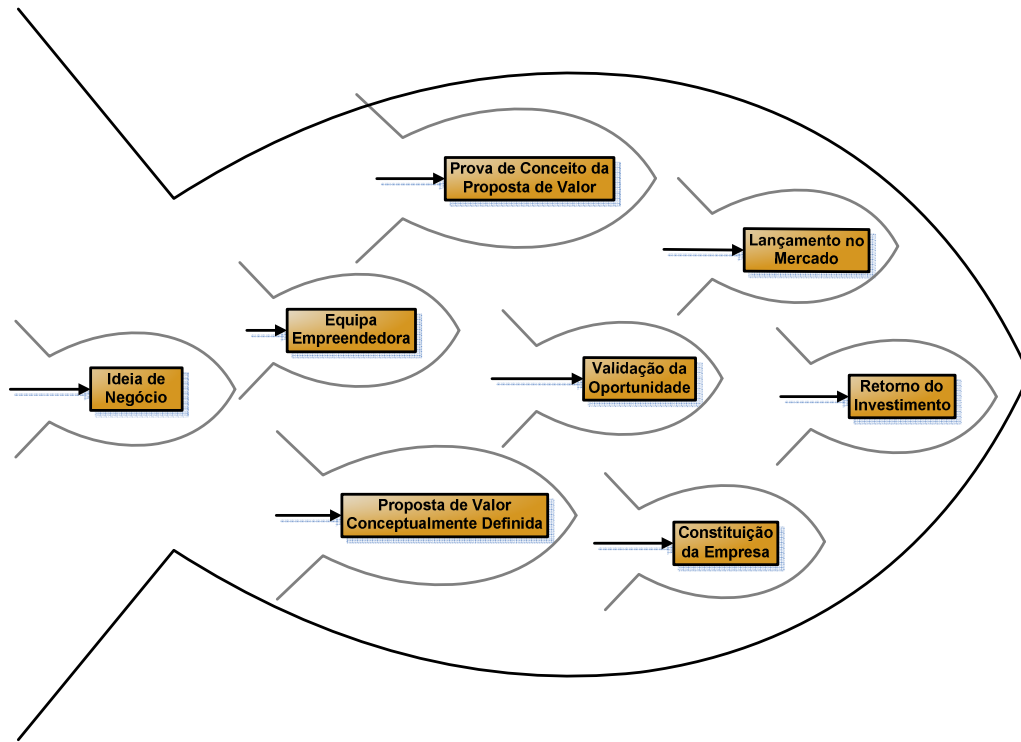 Prova de Conceito da
Proposta de Valor
Lançamento no
Mercado
Equipa
Empreendedora
Ideia de
Negócio
Validação da
Oportunidade
Retorno do
Investimento
Proposta de Valor
Conceptualmente Definida
Constituição
da Empresa